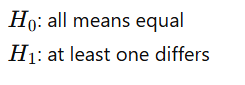 H₀: all means equal
H₁: at least one differs